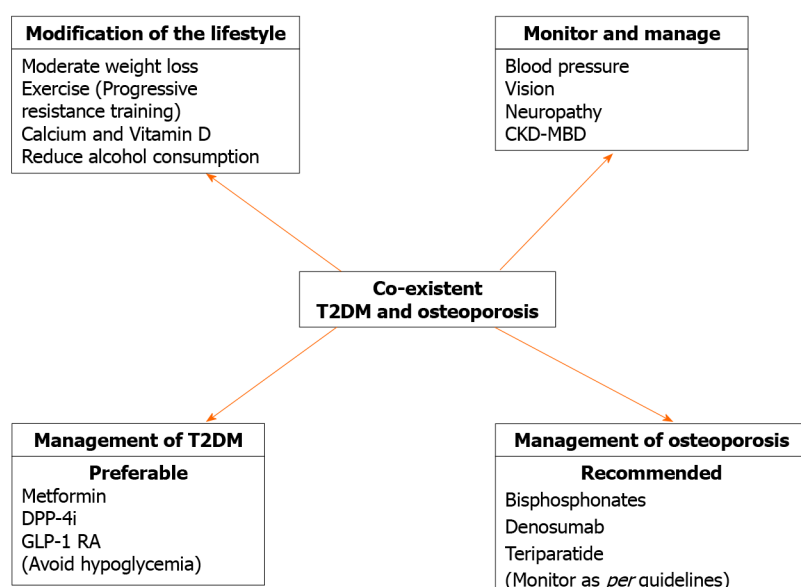 Modification of the lifestyle
Moderate weight loss
Exercise (Progressive
resistance training)
Calcium and Vitamin D
Reduce alcohol consumption
Monitor and manage
Blood pressure
Vision
Neuropathy
CKD-MBD
Co-existent
T2DM and osteoporosis
Management of T2DM
Preferable
Metformin
DPP-4i
GLP-1 RA
(Avoid hypoglycemia)
Management of osteoporosis
Recommended
Bisphosphonates
Denosumab
Teriparatide
(Monitor as per guidelines)